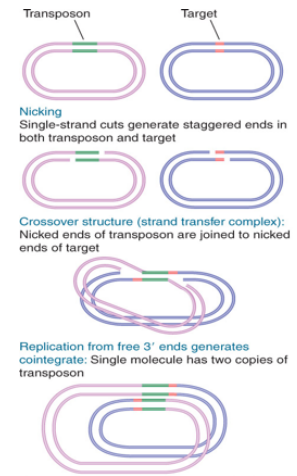 Transposon Target
Nicking
Single-strand cuts generate staggered ends in
both transposon and target
Crossover structure (strand transfer complex):
Nicked ends of transposon are joined to nicked
ends of target
Replication from free 3′ ends generates
cointegrate: Single molecule has two copies of
transposon